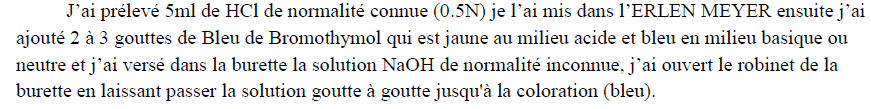 J'ai prélevé 5ml de HCl de normalité connue (0.5N) je l'ai mis dans l'ERLEN MEYER ensuite j'ai
ajouté 2 à 3 gouttes de Bleu de Bromothymol qui est jaune au milieu acide et bleu en milieu basique ou
neutre et j'ai versé dans la burette la solution NaOH de normalité inconnue, j'ai ouvert le robinet de la
burette en laissant passer la solution goutte à goutte jusqu'à la coloration (bleu).